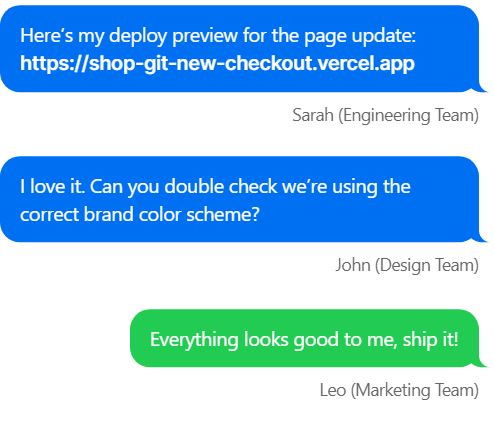 Here’s my deploy preview for the page update:
https://shop-git-new-checkout.vercel.app
Sarah (Engineering Team)
I love it. Can you double check we’re using the
correct brand color scheme?
John (Design Team)
Everything looks good to me, ship it!
Leo (Marketing Team)